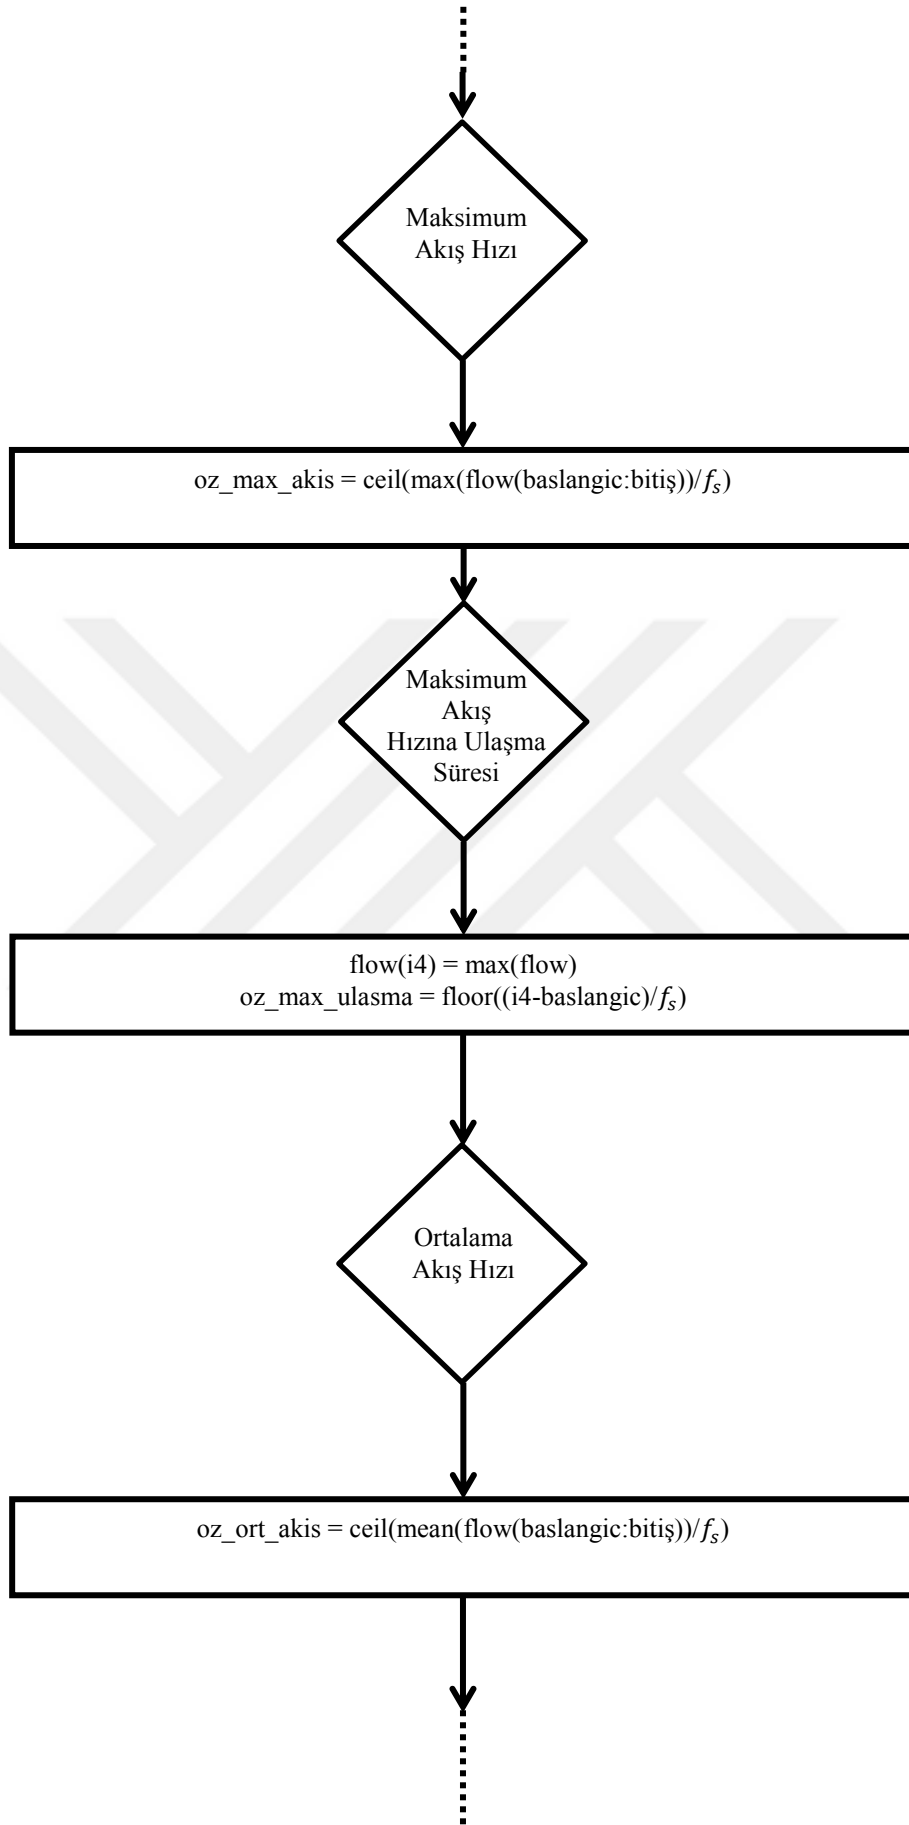 Maksimum
Akış Hızı
oz_max_akis = ceil(max(flow(baslangic:bitiş))/fₛ)
Maksimum
Akış
Hızına Ulaşma
Süresi
flow(i4) = max(flow)
oz_max_ulasma = floor((i4-baslangic)/fₛ)
Ortalama
Akış Hızı
oz_ort_akis = ceil(mean(flow(baslangic:bitiş))/fₛ)